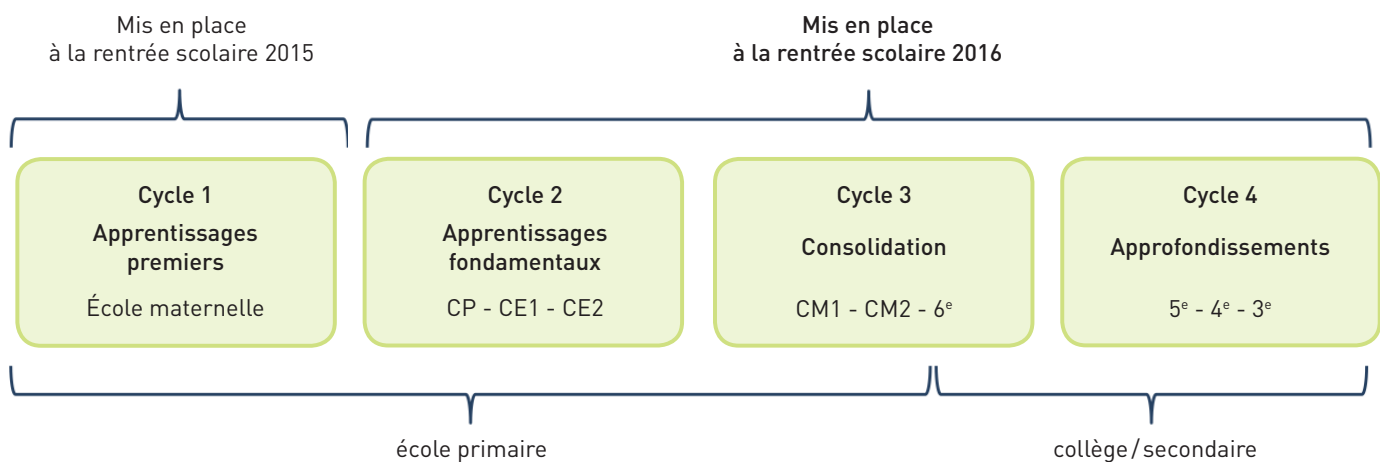 Mis en place
à la rentrée scolaire 2015
Mis en place
à la rentrée scolaire 2016
Cycle 1
Apprentissages
premiers
École maternelle
Cycle 2
Apprentissages
fondamentaux
CP - CE1 - CE2
Cycle 3
Consolidation
CM1 - CM2 - 6e
Cycle 4
Approfondissements
5e - 4e - 3e
école primaire
collège/secondaire